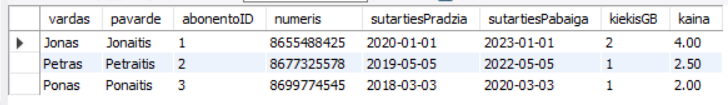 vardas pavarde abonentoID numeris sutartiesPradzia sutartiesPabaiga kiekisGB kaina
Jonas Jonaitis 1 8655488425 2020-01-01 2023-01-01 2 4.00
Petras Petraitis 2 8677325578 2019-05-05 2022-05-05 1 2.50
Ponas Ponaitis 3 8699774545 2018-03-03 2020-03-03 1 2.00